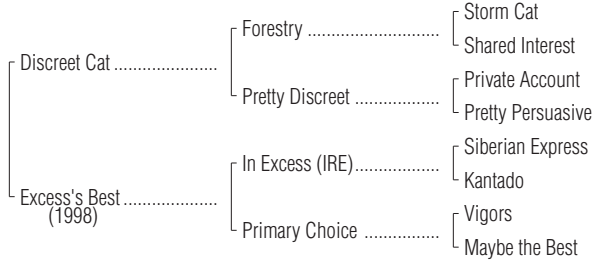 Storm Cat
Forestry ..............................
Shared Interest
Discreet Cat .....................
Private Account
Pretty Discreet ...................
Pretty Persuasive
Siberian Express
In Excess (IRE)...................
Kantado
Excess's Best ...................
(1998)
Vigors
Primary Choice .................
Maybe the Best